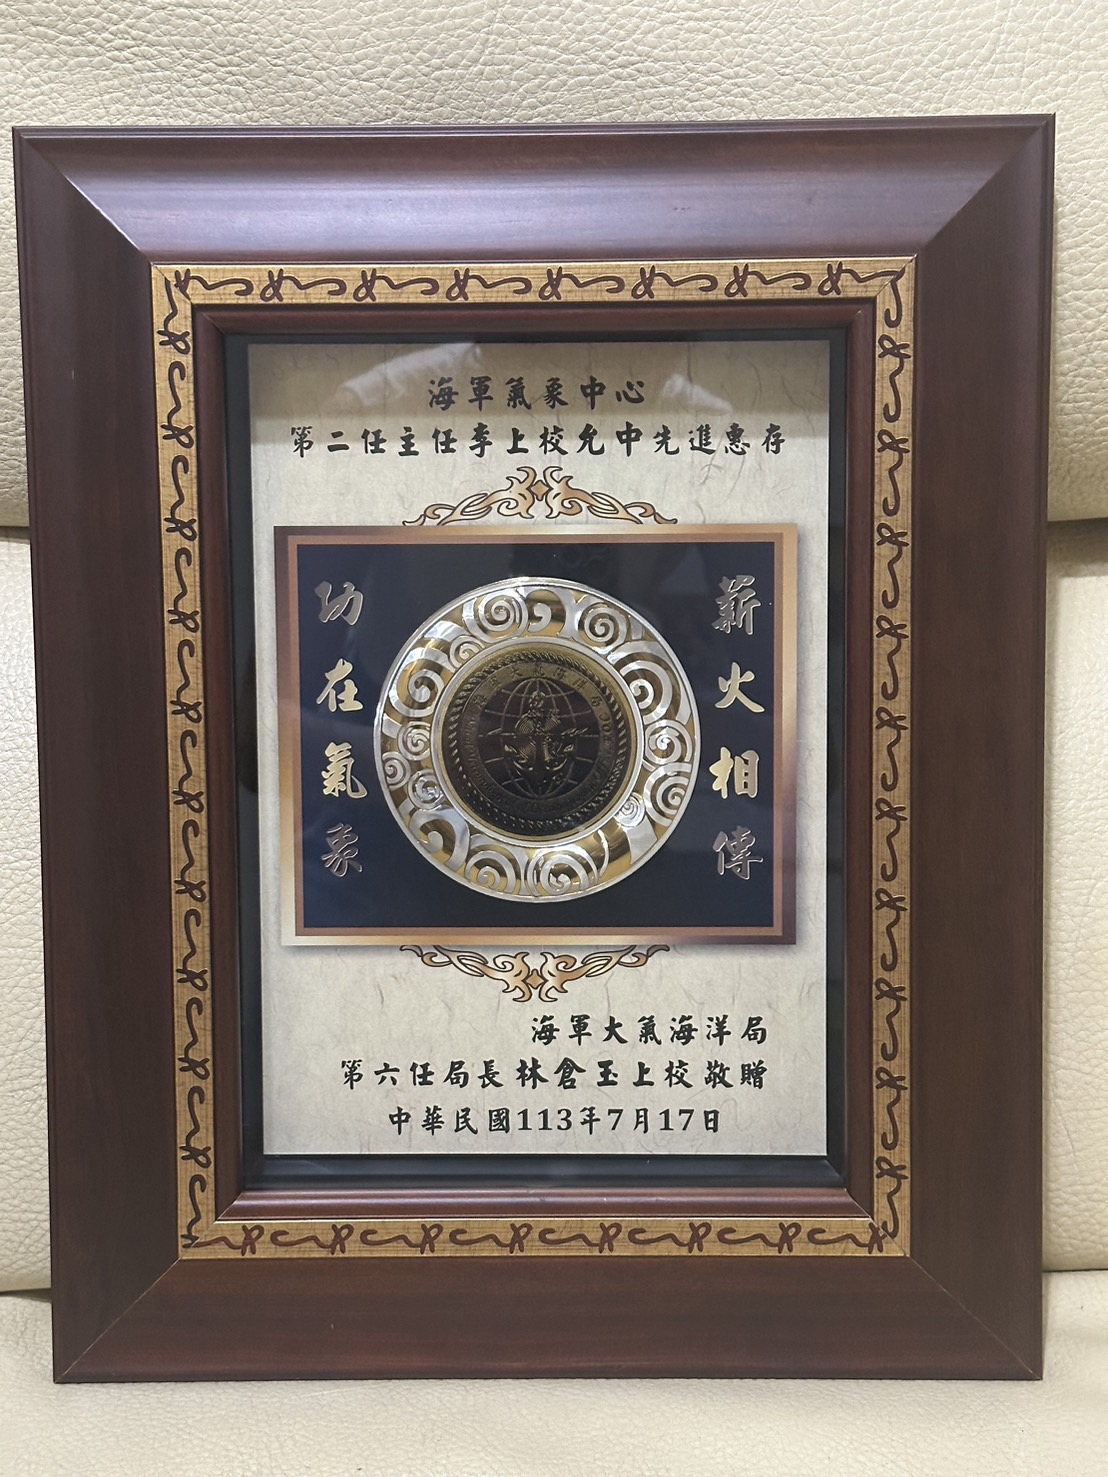 海軍氣象中心
第二任主任李上校允中先進惠存
薪火相傳
功在氣象
海軍大氣海洋局
第六任局長林倉玉上校敬贈
中華民國113年7月17日